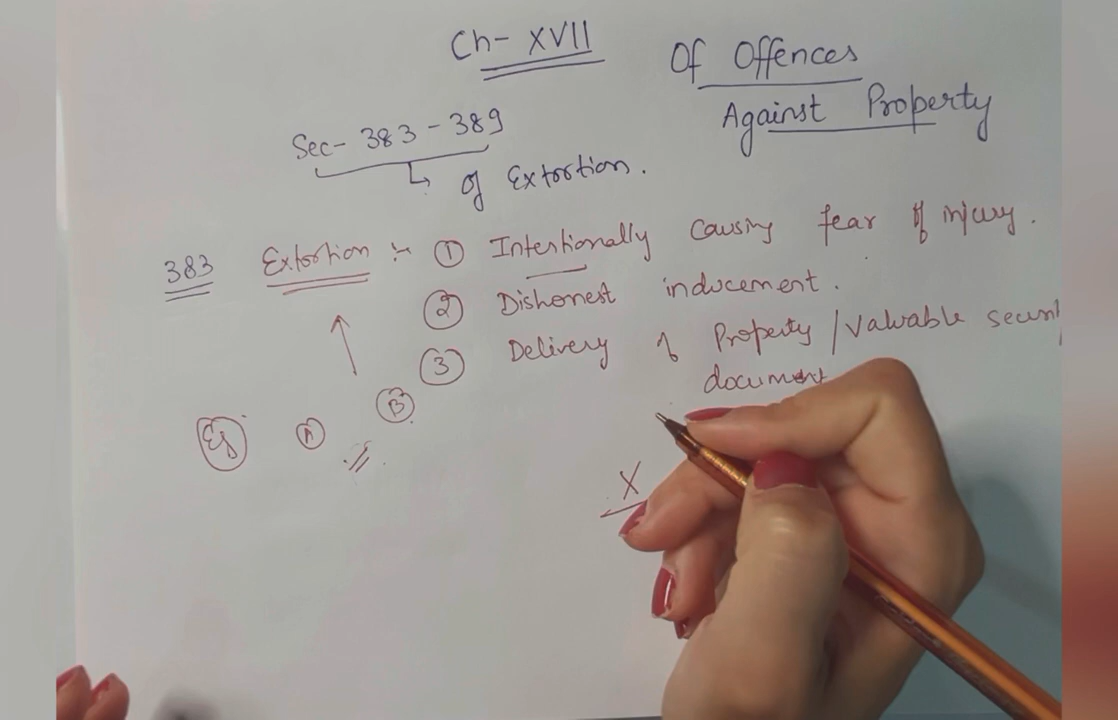 Ch- XVII
Of Offences
Against Property
Sec- 383 - 389
of Extortion.
383 Extortion :- ① Intentionally causing fear of injury.
② Dishonest inducement.
③ Delivery of Property / Valuable
document
Eg A B
X